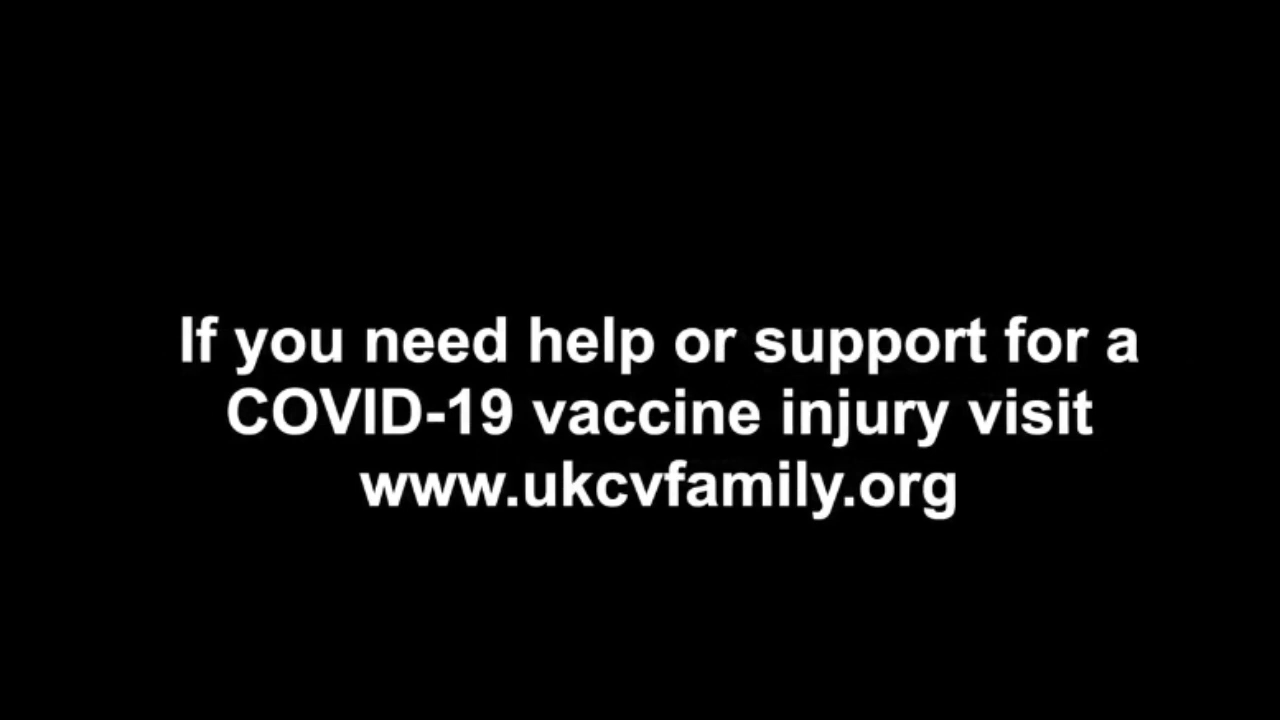 If you need help or support for a
COVID-19 vaccine injury visit
www.ukcvfamily.org